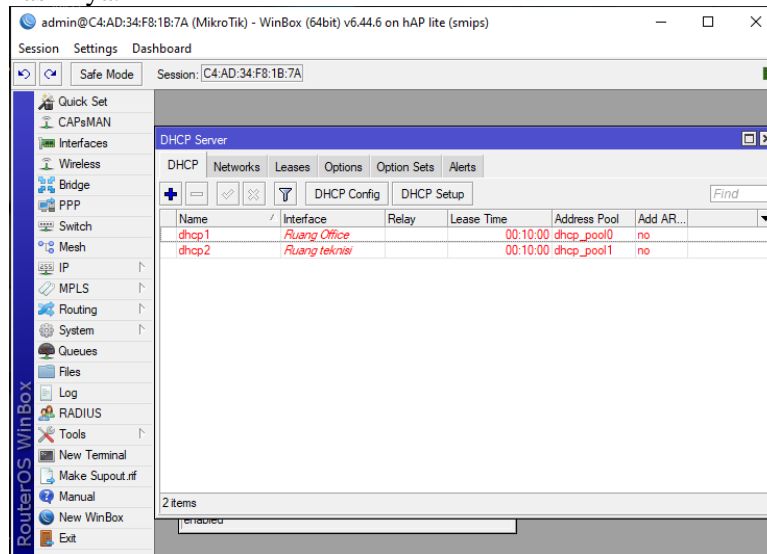 admin@C4:AD:34:F8:1B:7A (MikroTik) - WinBox (64bit) v6.44.6 on hAP lite (smips)
Session Settings Dashboard
Safe Mode Session: C4:AD:34:F8:1B:7A
Quick Set
CAPsMAN
Interfaces
Wireless
Bridge
PPP
Switch
Mesh
IP
MPLS
Routing
System
Queues
Files
Log
RADIUS
Tools
New Terminal
Make Supout.rif
Manual
New WinBox
Exit
RouterOS WinBox
DHCP Server
DHCP Networks Leases Options Option Sets Alerts
DHCP Config DHCP Setup Find
Name Interface Relay Lease Time Address Pool Add AR...
dhcp1 Ruang Office 00:10:00 dhcp_pool0 no
dhcp2 Ruang teknisi 00:10:00 dhcp_pool1 no
2 items
enabled